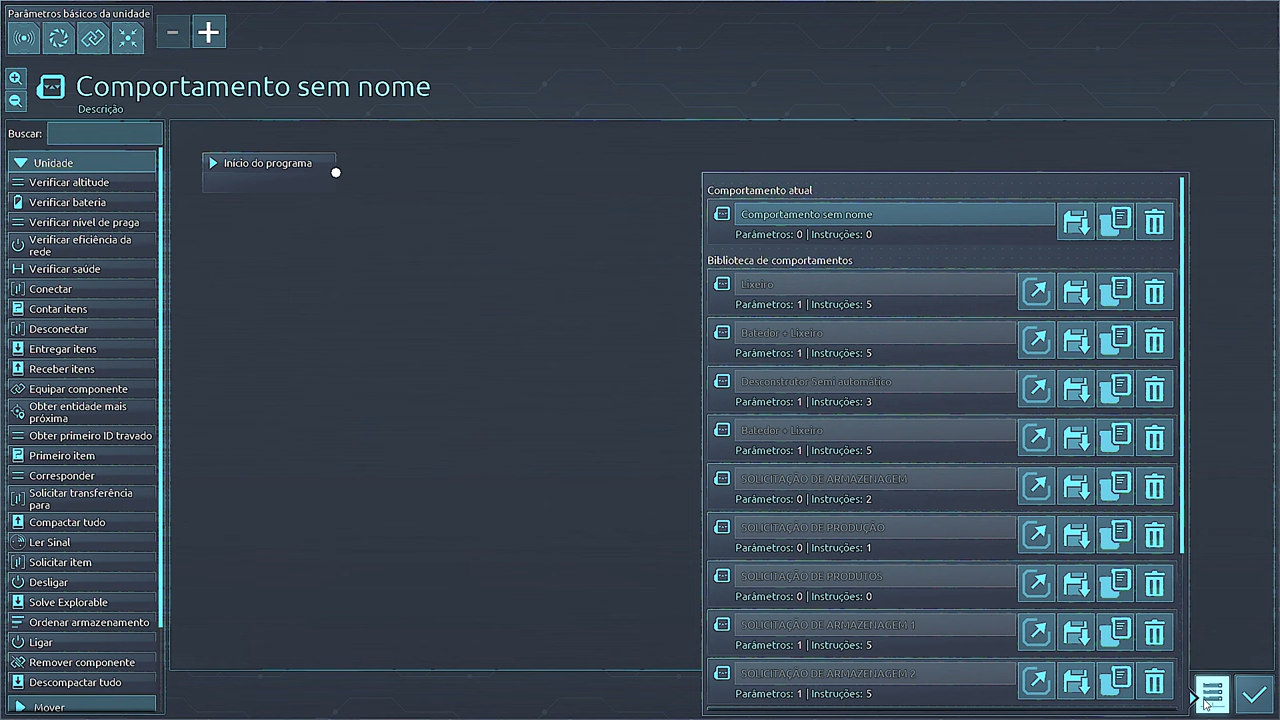 Parâmetros básicos da unidade
Comportamento sem nome
Descrição
Buscar:
Unidade
Verificar altitude
Verificar bateria
Verificar nível de praga
Verificar eficiência da
rede
Verificar saúde
Conectar
Contar itens
Desconectar
Entregar itens
Receber itens
Equipar componente
Obter entidade mais
próxima
Obter primeiro ID travado
Primeiro item
Corresponder
Solicitar transferência
para
Compactar tudo
Ler Sinal
Solicitar item
Desligar
Solve Explorable
Ordenar armazenamento
Ligar
Remover componente
Descompactar tudo
Mover
Início do programa
Comportamento atual
Comportamento sem nome
Parâmetros: 0 | Instruções: 0
Biblioteca de comportamentos
Lixeiro
Parâmetros: 1 | Instruções: 5
Batedor + Lixeiro
Parâmetros: 1 | Instruções: 5
Desconstrutor Semi automático
Parâmetros: 1 | Instruções: 3
Batedor + Lixeiro
Parâmetros: 1 | Instruções: 5
SOLICITAÇÃO DE ARMAZENAGEM
Parâmetros: 0 | Instruções: 2
SOLICITAÇÃO DE PRODUÇÃO
Parâmetros: 0 | Instruções: 1
SOLICITAÇÃO DE PRODUTOS
Parâmetros: 0 | Instruções: 0
SOLICITAÇÃO DE ARMAZENAGEM 1
Parâmetros: 1 | Instruções: 5
SOLICITAÇÃO DE ARMAZENAGEM 2
Parâmetros: 1 | Instruções: 5